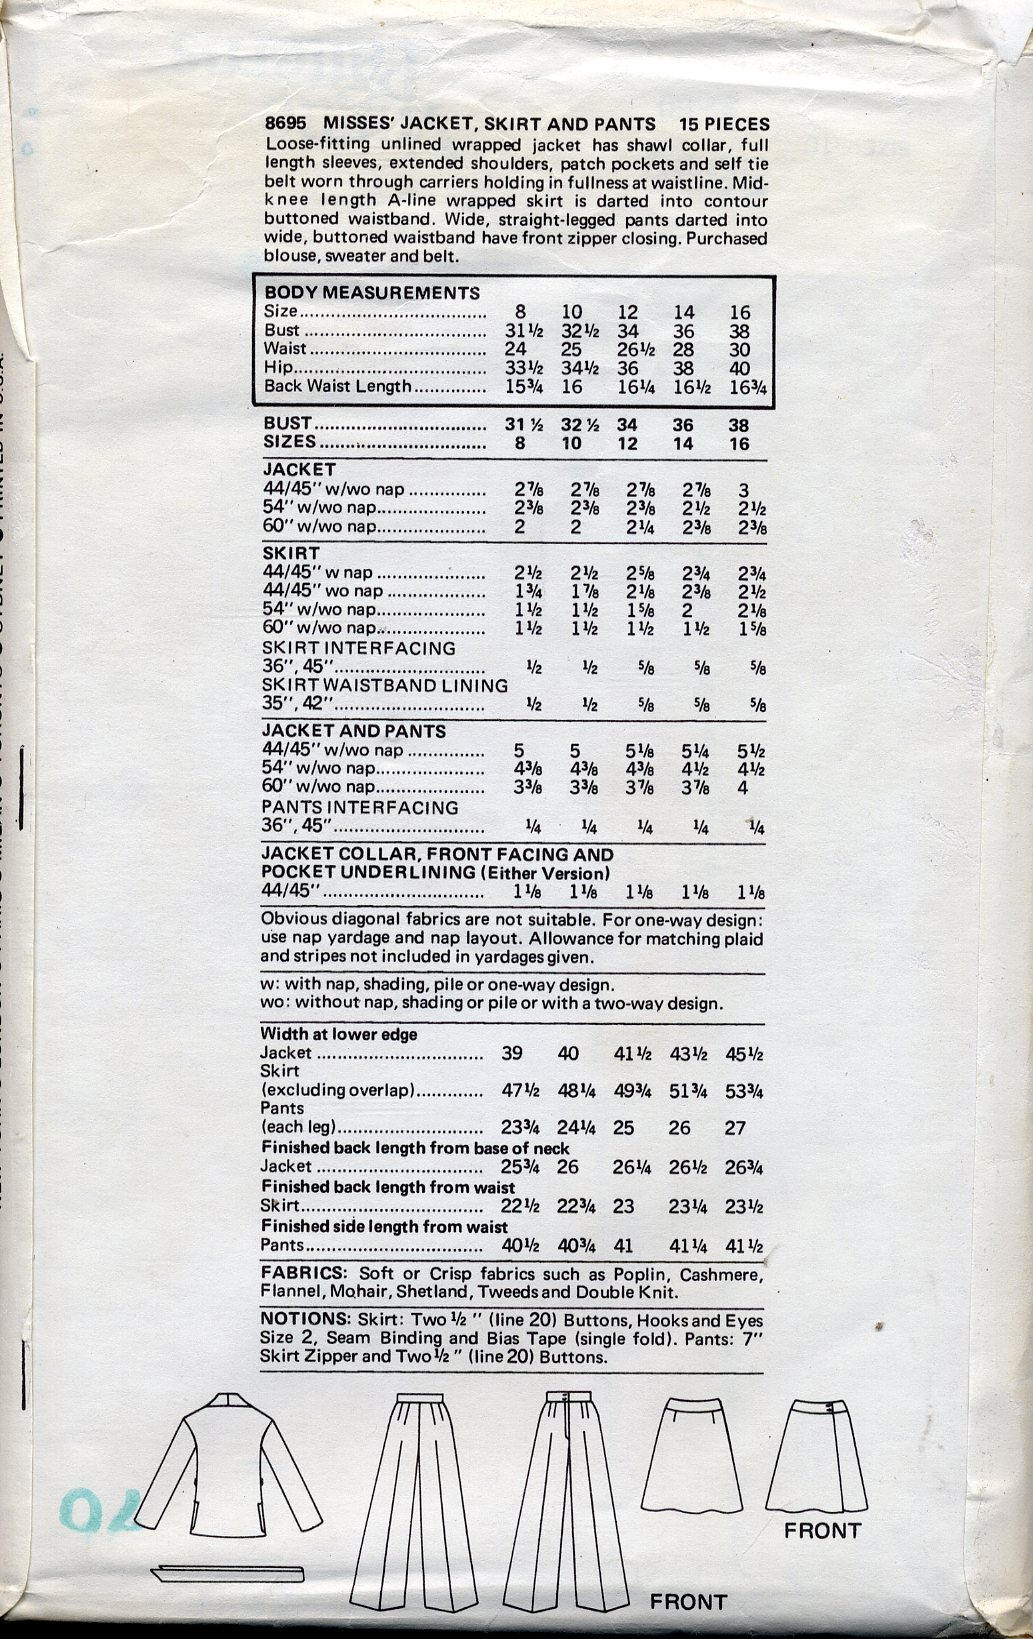 8695 MISSES' JACKET, SKIRT AND PANTS 15 PIECES
Loose-fitting unlined wrapped jacket has shawl collar, full
length sleeves, extended shoulders, patch pockets and self tie
belt worn through carriers holding in fullness at waistline. Mid-
knee length A-line wrapped skirt is darted into contour
buttoned waistband. Wide, straight-legged pants darted into
wide, buttoned waistband have front zipper closing. Purchased
blouse, sweater and belt.
BODY MEASUREMENTS
Size.................................... 8 10 12 14 16
Bust ................................... 31½ 32½ 34 36 38
Waist .................................. 24 25 26½ 28 30
Hip..................................... 33½ 34½ 36 38 40
Back Waist Length.............. 15¾ 16 16¼ 16½ 16¾
BUST................................. 31 ½ 32 ½ 34 36 38
SIZES................................ 8 10 12 14 16
JACKET
44/45" w/wo nap ............... 2⅞ 2⅞ 2⅞ 2⅞ 3
54" w/wo nap..................... 2⅜ 2⅜ 2⅜ 2½ 2½
60" w/wo nap..................... 2 2 2¼ 2⅜ 2⅜
SKIRT
44/45" w nap ..................... 2½ 2½ 2⅝ 2¾ 2¾
44/45" wo nap ................... 1¾ 1⅞ 2⅛ 2⅜ 2½
54" w/wo nap..................... 1½ 1½ 1⅝ 2 2⅛
60" w/wo nap..................... 1½ 1½ 1½ 1½ 1⅝
SKIRT INTERFACING
36", 45"............................. ½ ½ ⅝ ⅝ ⅝
SKIRT WAISTBAND LINING
35", 42"............................. ½ ½ ⅝ ⅝ ⅝
JACKET AND PANTS
44/45" w/wo nap ............... 5 5 5⅛ 5¼ 5½
54" w/wo nap..................... 4⅜ 4⅜ 4⅜ 4½ 4½
60" w/wo nap..................... 3⅜ 3⅜ 3⅞ 3⅞ 4
PANTS INTERFACING
36", 45"............................. ¼ ¼ ¼ ¼ ¼
JACKET COLLAR, FRONT FACING AND
POCKET UNDERLINING (Either Version)
44/45" ............................... 1⅛ 1⅛ 1⅛ 1⅛ 1⅛
Obvious diagonal fabrics are not suitable. For one-way design:
use nap yardage and nap layout. Allowance for matching plaid
and stripes not included in yardages given.
w: with nap, shading, pile or one-way design.
wo: without nap, shading or pile or with a two-way design.
Width at lower edge
Jacket ................................ 39 40 41½ 43½ 45½
Skirt
(excluding overlap)............. 47½ 48¼ 49¾ 51¾ 53¾
Pants
(each leg)............................ 23¾ 24¼ 25 26 27
Finished back length from base of neck
Jacket ................................ 25¾ 26 26¼ 26½ 26¾
Finished back length from waist
Skirt................................... 22½ 22¾ 23 23¼ 23½
Finished side length from waist
Pants.................................. 40½ 40¾ 41 41¼ 41½
FABRICS: Soft or Crisp fabrics such as Poplin, Cashmere,
Flannel, Mohair, Shetland, Tweeds and Double Knit.
NOTIONS: Skirt: Two ½ " (line 20) Buttons, Hooks and Eyes
Size 2, Seam Binding and Bias Tape (single fold). Pants: 7"
Skirt Zipper and Two ½ " (line 20) Buttons.
FRONT
FRONT